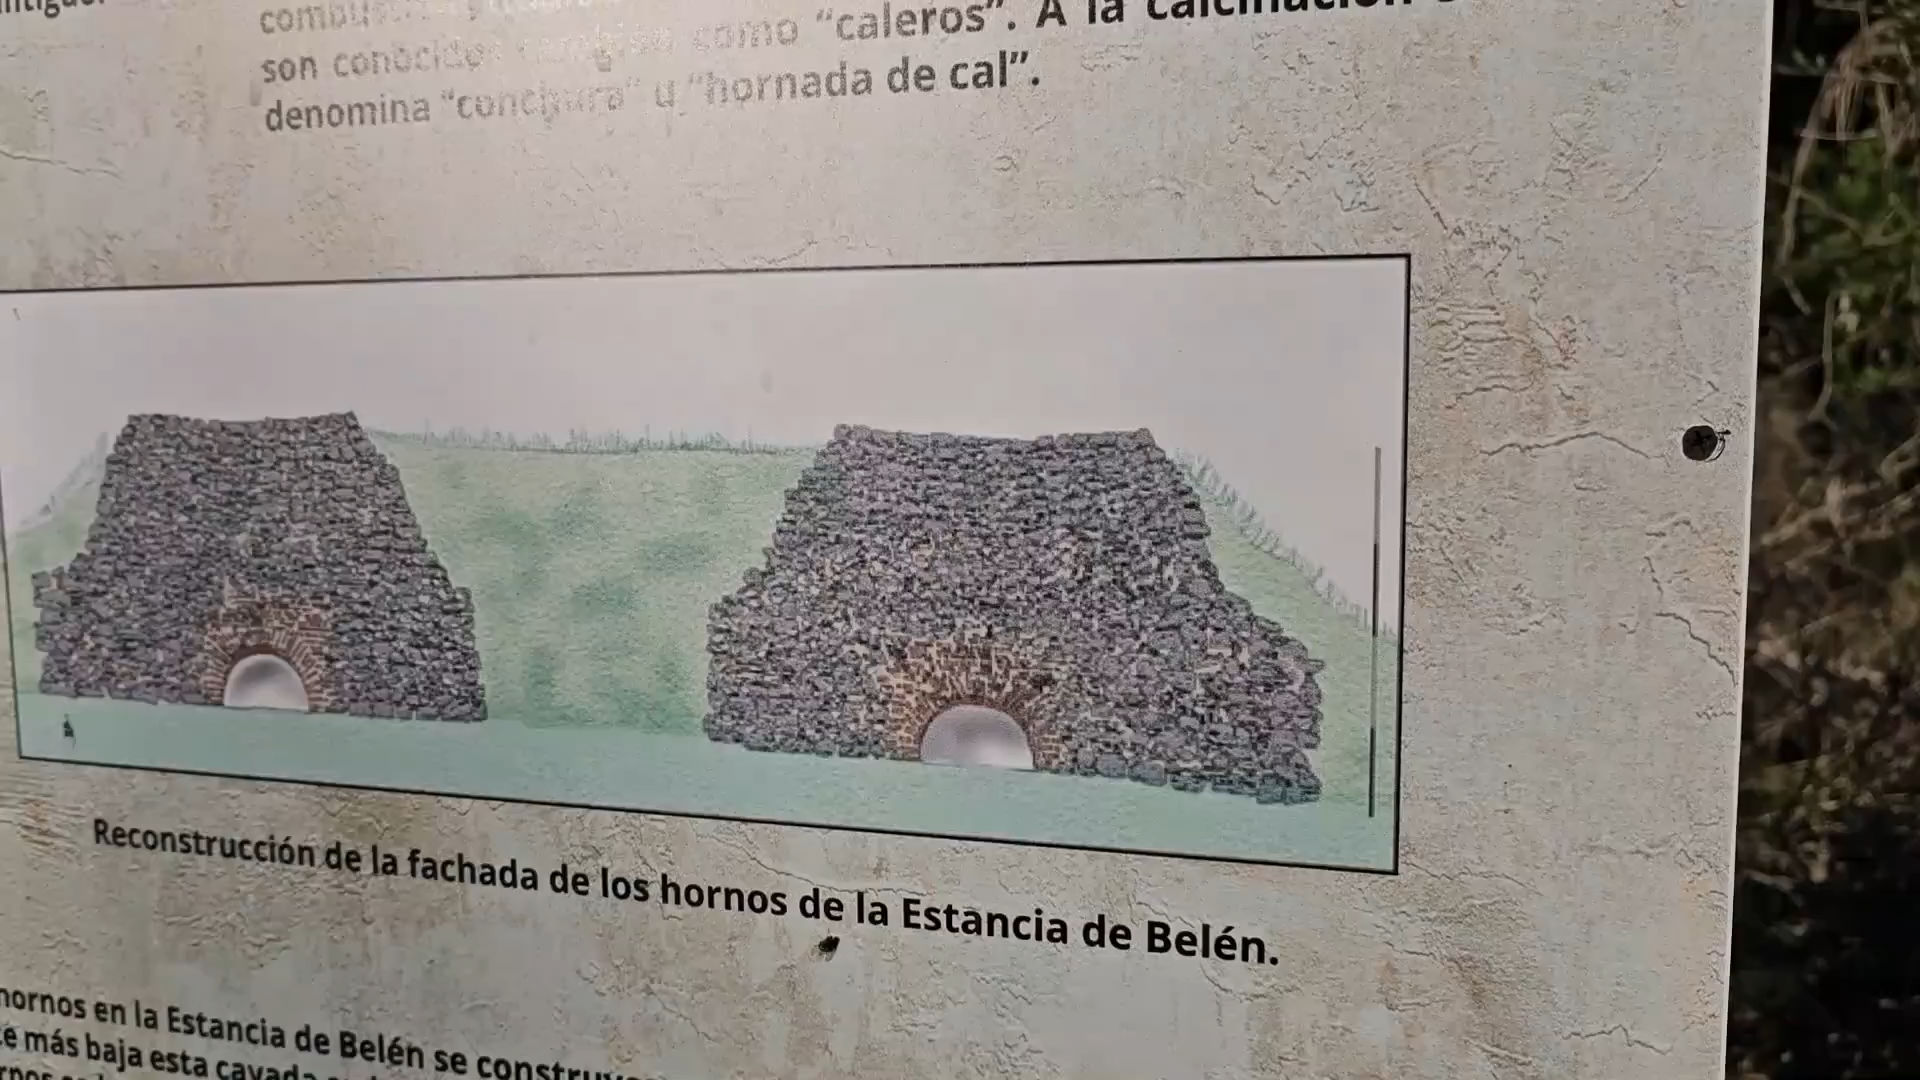 son conocidos también como “caleros”. A la calcinación
denomina “conchura” u “hornada de cal”.
Reconstrucción de la fachada de los hornos de la Estancia de Belén.
hornos en la Estancia de Belén se
más baja esta cavada